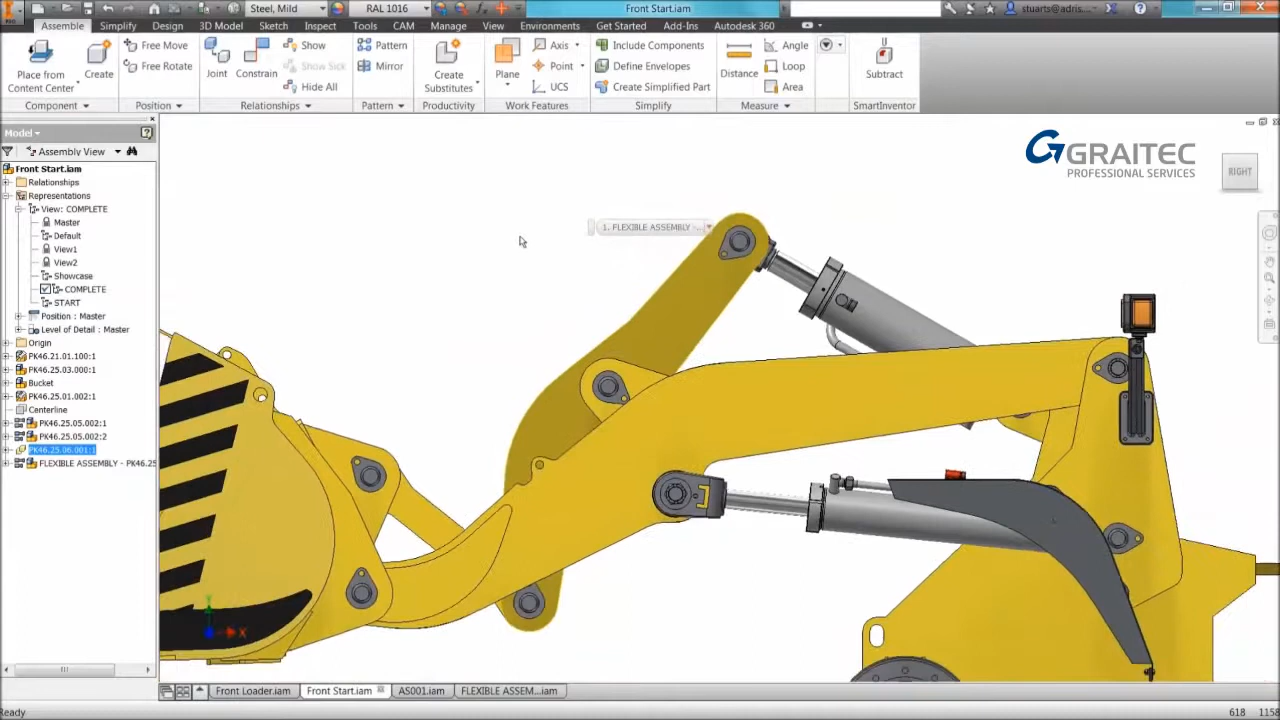 Steel, Mild
RAL 1016
Front Start.iam
stuarts@adris...
PRO
Assemble Simplify Design 3D Model Sketch Inspect Tools CAM Manage View Environments Get Started Add-Ins Autodesk 360
Place from
Content Center
Create
Free Move
Free Rotate
Joint
Constrain
Show
Show Sick
Hide All
Pattern
Mirror
Create
Substitutes
Plane
Axis
Point
UCS
Include Components
Define Envelopes
Create Simplified Part
Distance
Angle
Loop
Area
Subtract
Component Position Relationships Pattern Productivity Work Features Simplify Measure SmartInventor
Model
Assembly View
Front Start.iam
Relationships
Representations
View: COMPLETE
Master
Default
View1
View2
Showcase
COMPLETE
START
Position : Master
Level of Detail : Master
Origin
PK46.21.01.100:1
PK46.25.03.000:1
Bucket
PK46.25.01.002:1
Centerline
PK46.25.05.002:1
PK46.25.05.002:2
PK46.25.06.001:1
FLEXIBLE ASSEMBLY - PK46.25
GRAITEC
PROFESSIONAL SERVICES
RIGHT
1. FLEXIBLE ASSEMBLY -...
Y
X
Front Loader.iam Front Start.iam AS001.iam FLEXIBLE ASSEM...iam
Ready
618 1158